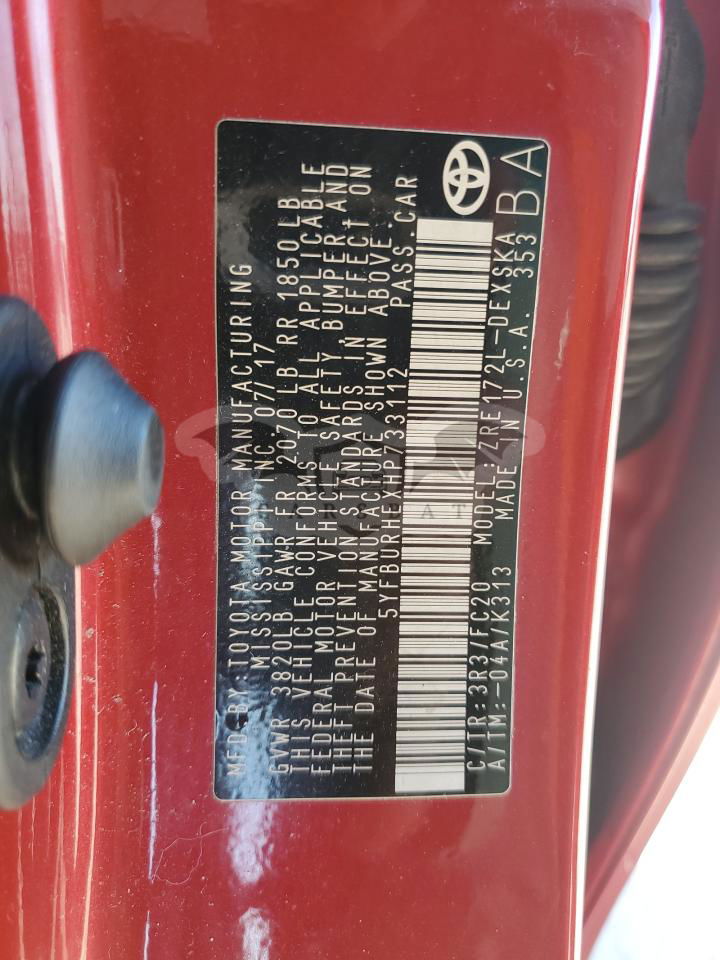 MFD.BY:TOYOTA MOTOR MANUFACTURING
MISSISSIPPI INC. 07/17
GVWR 3820LB GAWR FR 2070LB RR 1850LB
THIS VEHICLE CONFORMS TO ALL APPLICABLE
FEDERAL MOTOR VEHICLE SAFETY, BUMPER, AND
THEFT PREVENTION STANDARDS IN EFFECT ON
THE DATE OF MANUFACTURE SHOWN ABOVE.
5YFBURHEXHP733112 PASS.CAR
C/TR:3R3/FC20 MODEL:ZRE172L-DEXSKA
A/TM:-04A/K313 MADE IN U.S.A. 353 BA